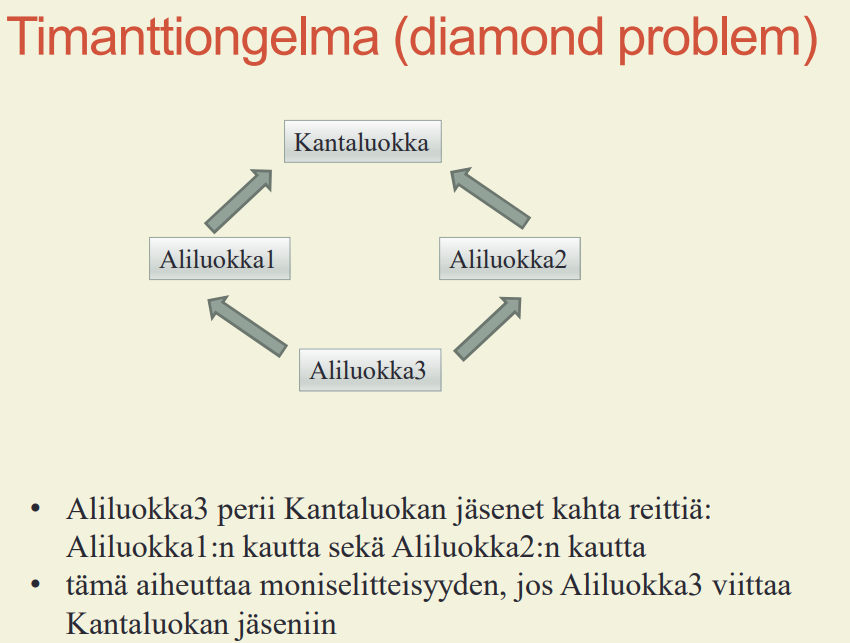 Timanttiongelma (diamond problem)
Kantaluokka
Aliluokka1
Aliluokka2
Aliluokka3
• Aliluokka3 perii Kantaluokan jäsenet kahta reittiä:
Aliluokka1:n kautta sekä Aliluokka2:n kautta
• tämä aiheuttaa moniselitteisyyden, jos Aliluokka3 viittaa
Kantaluokan jäseniin